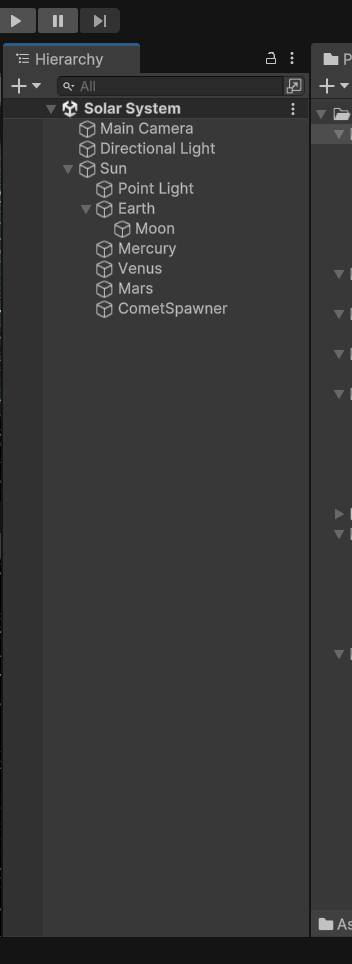 Hierarchy
All
Solar System
Main Camera
Directional Light
Sun
Point Light
Earth
Moon
Mercury
Venus
Mars
CometSpawner
P
As